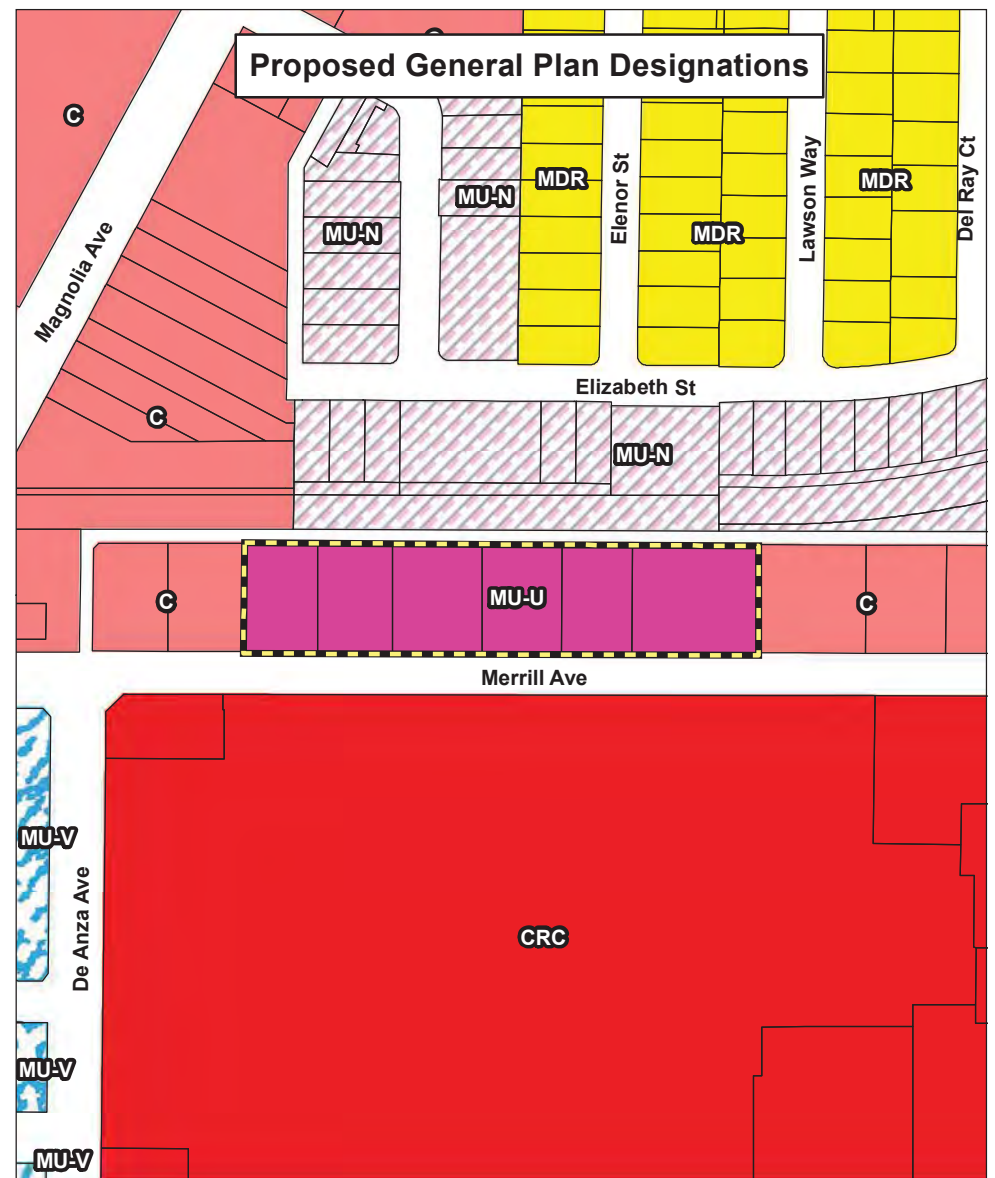 C
Proposed General Plan Designations
C
MDR
MDR
MU-N
MU-N
MDR
Elenor St
Lawson Way
Del Ray Ct
Magnolia Ave
Elizabeth St
C
MU-N
MU-U
C
C
Merrill Ave
MU-V
De Anza Ave
CRC
MU-V
MU-V